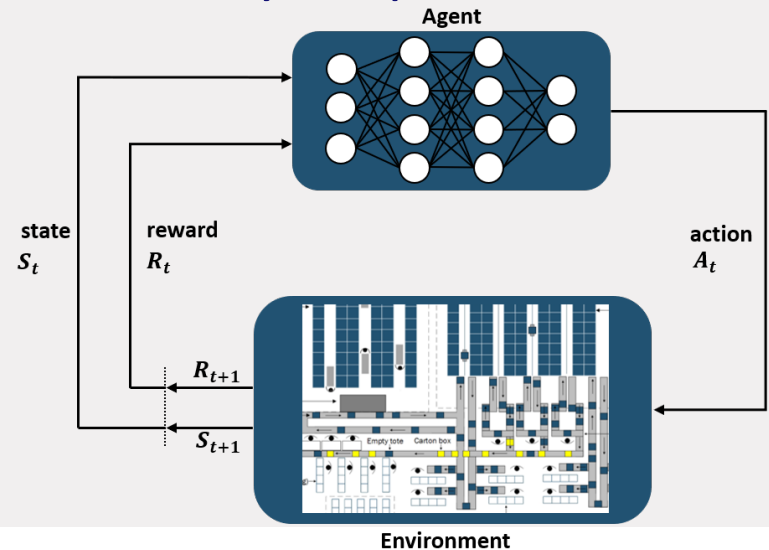 Agent
state
S_t
reward
R_t
action
A_t
R_{t+1}
S_{t+1}
Empty tote
Carton box
Environment